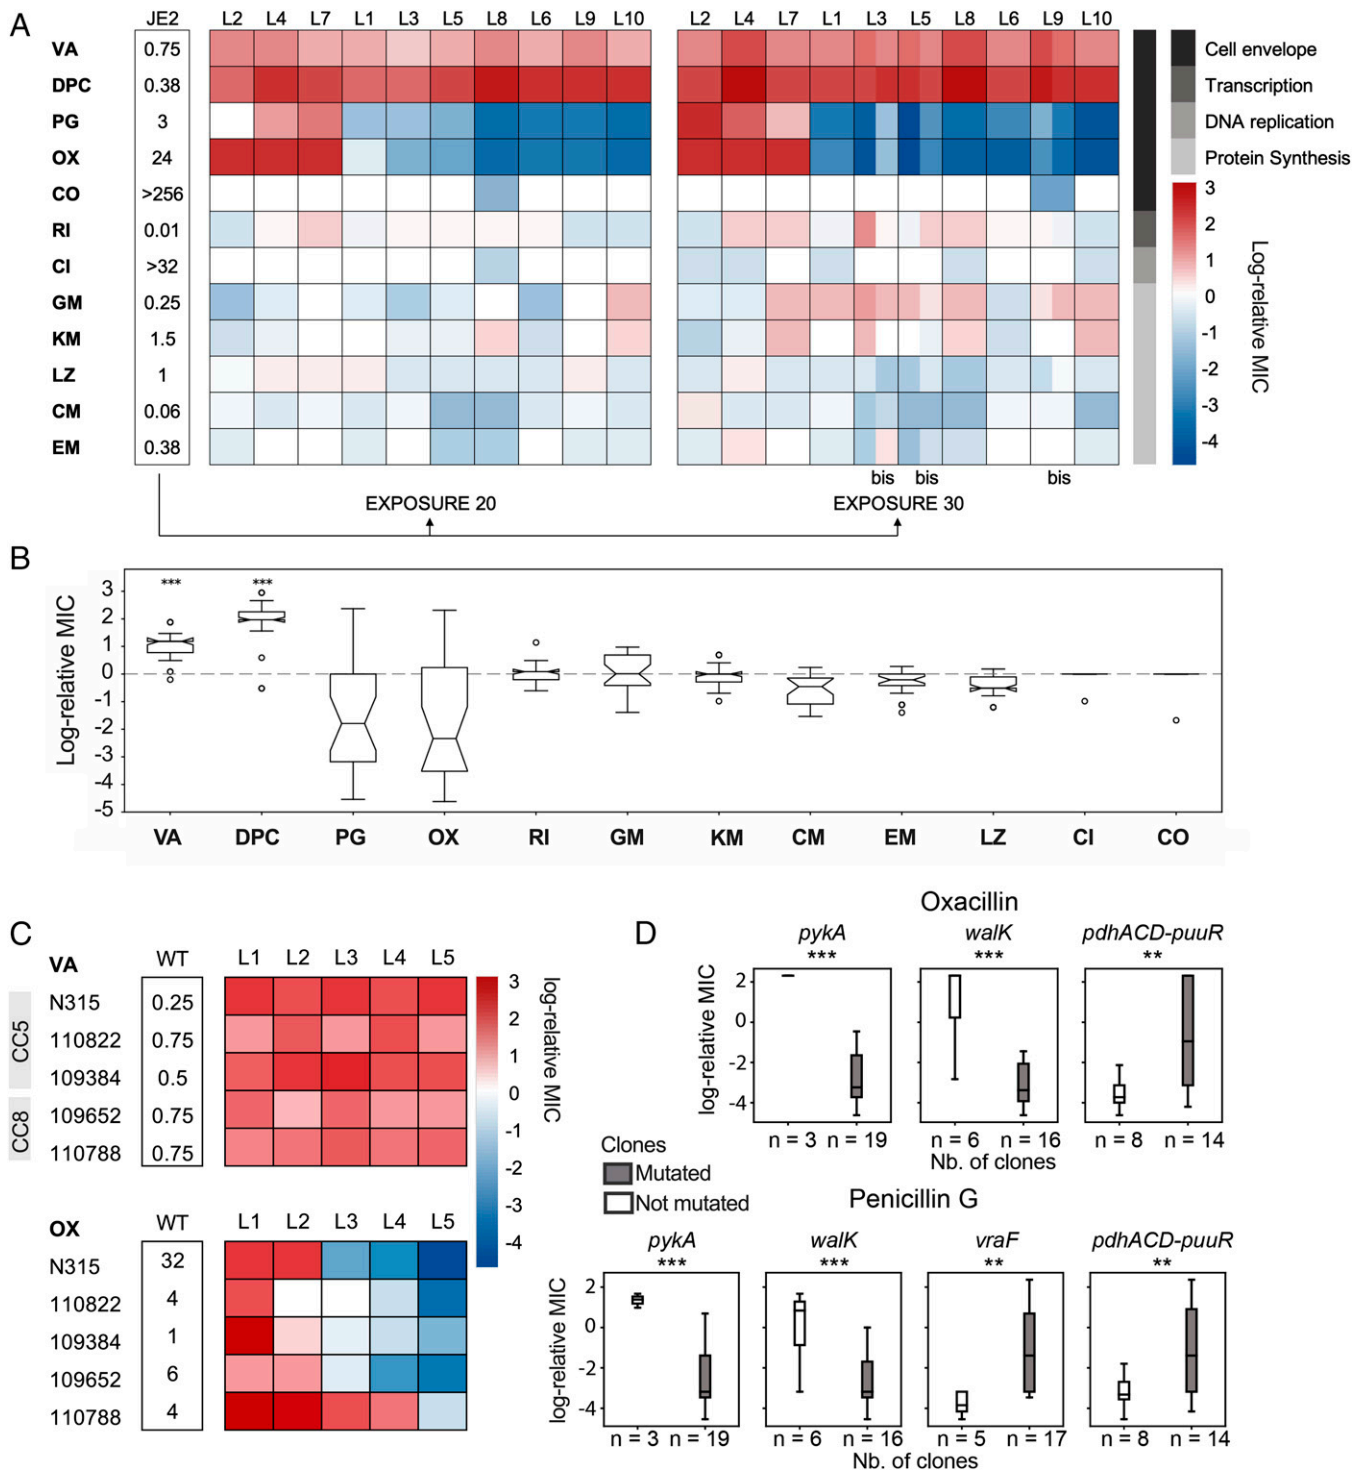 A
JE2 L2 L4 L7 L1 L3 L5 L8 L6 L9 L10 L2 L4 L7 L1 L3 L5 L8 L6 L9 L10
VA 0.75
DPC 0.38
PG 3
OX 24
CO >256
RI 0.01
CI >32
GM 0.25
KM 1.5
LZ 1
CM 0.06
EM 0.38
Cell envelope
Transcription
DNA replication
Protein Synthesis
3
2
1
0
-1
-2
-3
-4
Log-relative MIC
bis bis bis
EXPOSURE 20 EXPOSURE 30
B
Log-relative MIC
3
2
1
0
-1
-2
-3
-4
-5
*** ***
VA DPC PG OX RI GM KM CM EM LZ CI CO
C
VA WT L1 L2 L3 L4 L5
CC5
CC8
N315 0.25
110822 0.75
109384 0.5
109652 0.75
110788 0.75
3
2
1
0
-1
-2
-3
-4
log-relative MIC
OX WT L1 L2 L3 L4 L5
N315 32
110822 4
109384 1
109652 6
110788 4
D
Oxacillin
pykA walK pdhACD-puuR
*** *** **
log-relative MIC
2
0
-2
-4
n = 3 n = 19 n = 6 n = 16 n = 8 n = 14
Nb. of clones
Clones
Mutated
Not mutated
Penicillin G
pykA walK vraF pdhACD-puuR
*** *** ** **
log-relative MIC
2
0
-2
-4
n = 3 n = 19 n = 6 n = 16 n = 5 n = 17 n = 8 n = 14
Nb. of clones